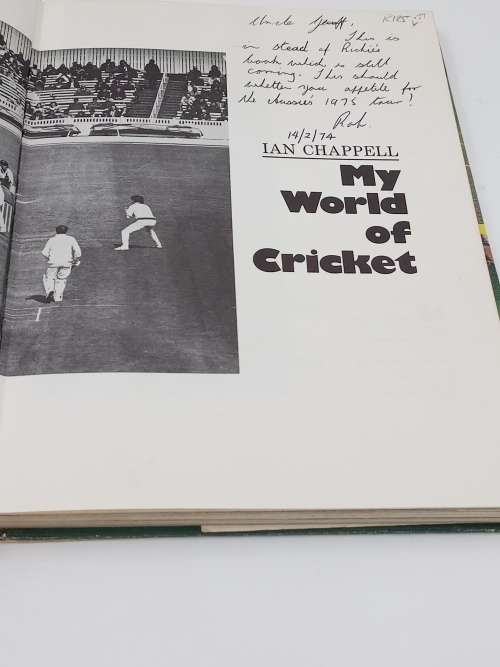 Uncle Geoff,
This is
in stead of Richie's
book which is still
coming. This should
whetten your appetite for
the Aussies 1975 tour!
Rob.
14/2/74
IAN CHAPPELL
My
World
of
Cricket